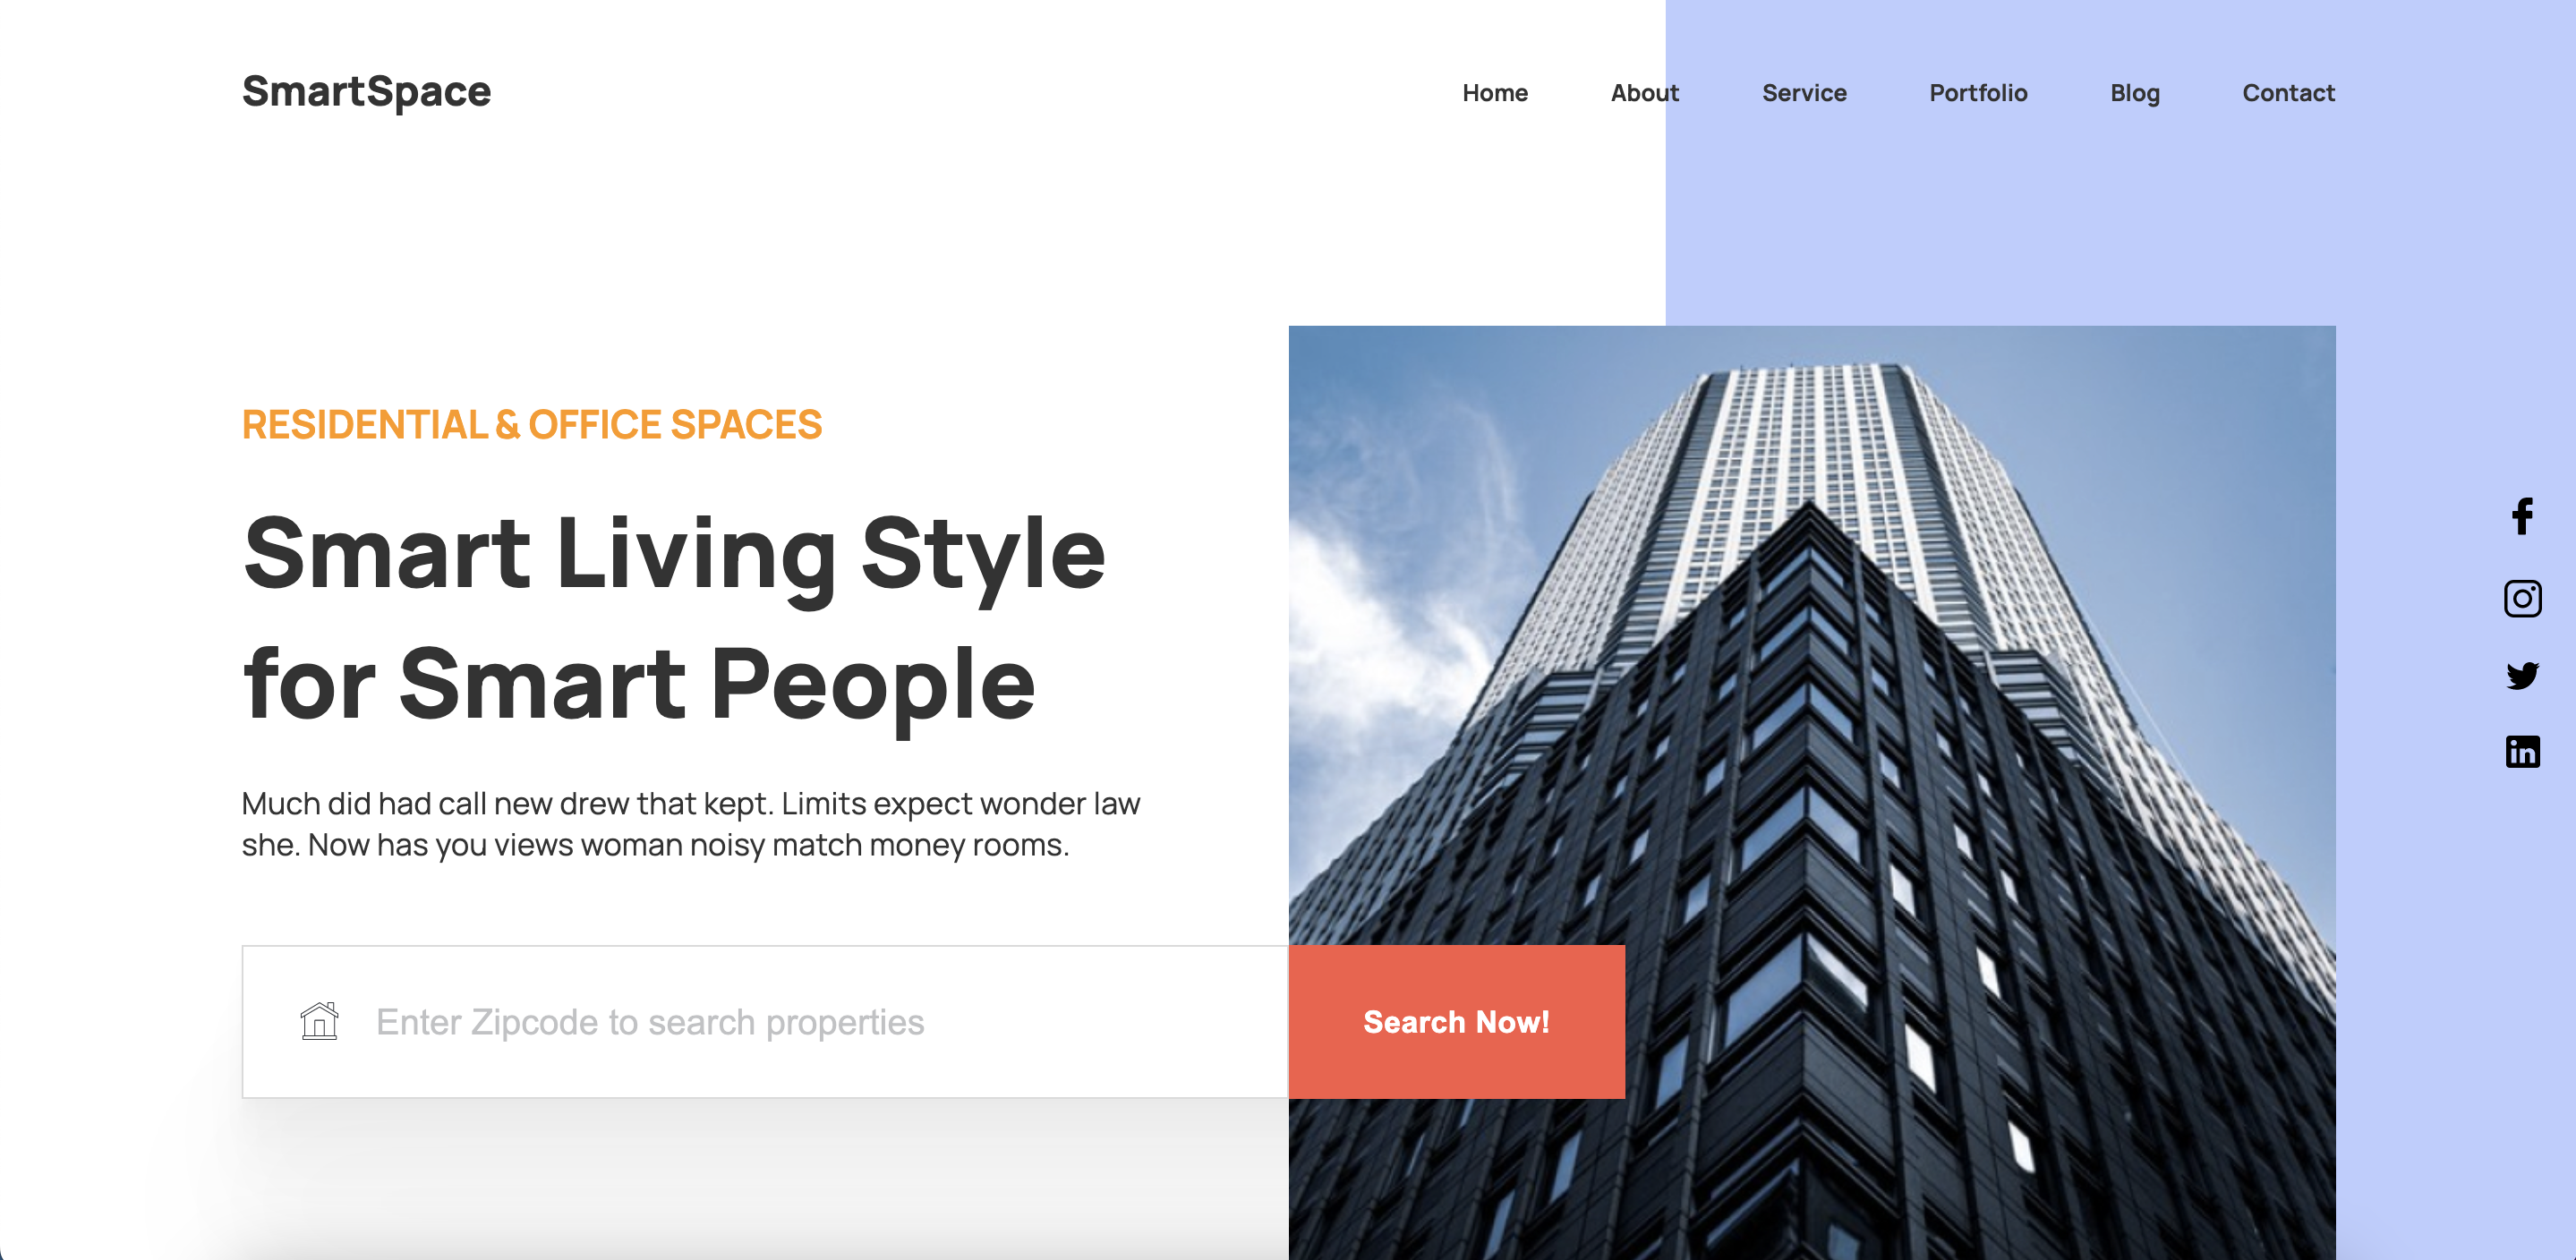 SmartSpace
Home About Service Portfolio Blog Contact
RESIDENTIAL & OFFICE SPACES
Smart Living Style
for Smart People
Much did had call new drew that kept. Limits expect wonder law
she. Now has you views woman noisy match money rooms.
Enter Zipcode to search properties
Search Now!